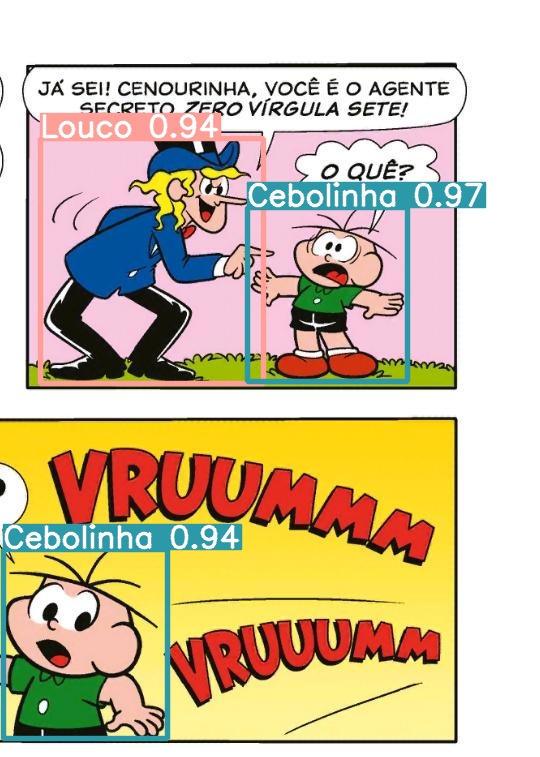 JÁ SEI! CENOURINHA, VOCÊ É O AGENTE
SECRETO ZERO VÍRGULA SETE!
Louco 0.94
O QUÊ?
Cebolinha 0.97
VRUUMMM
Cebolinha 0.94
VRUUUMM